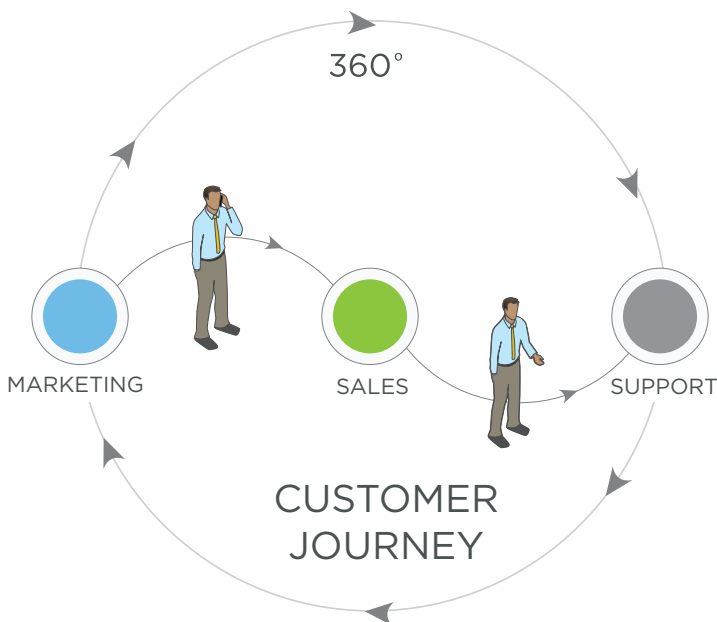 360°
MARKETING
SALES
SUPPORT
CUSTOMER
JOURNEY